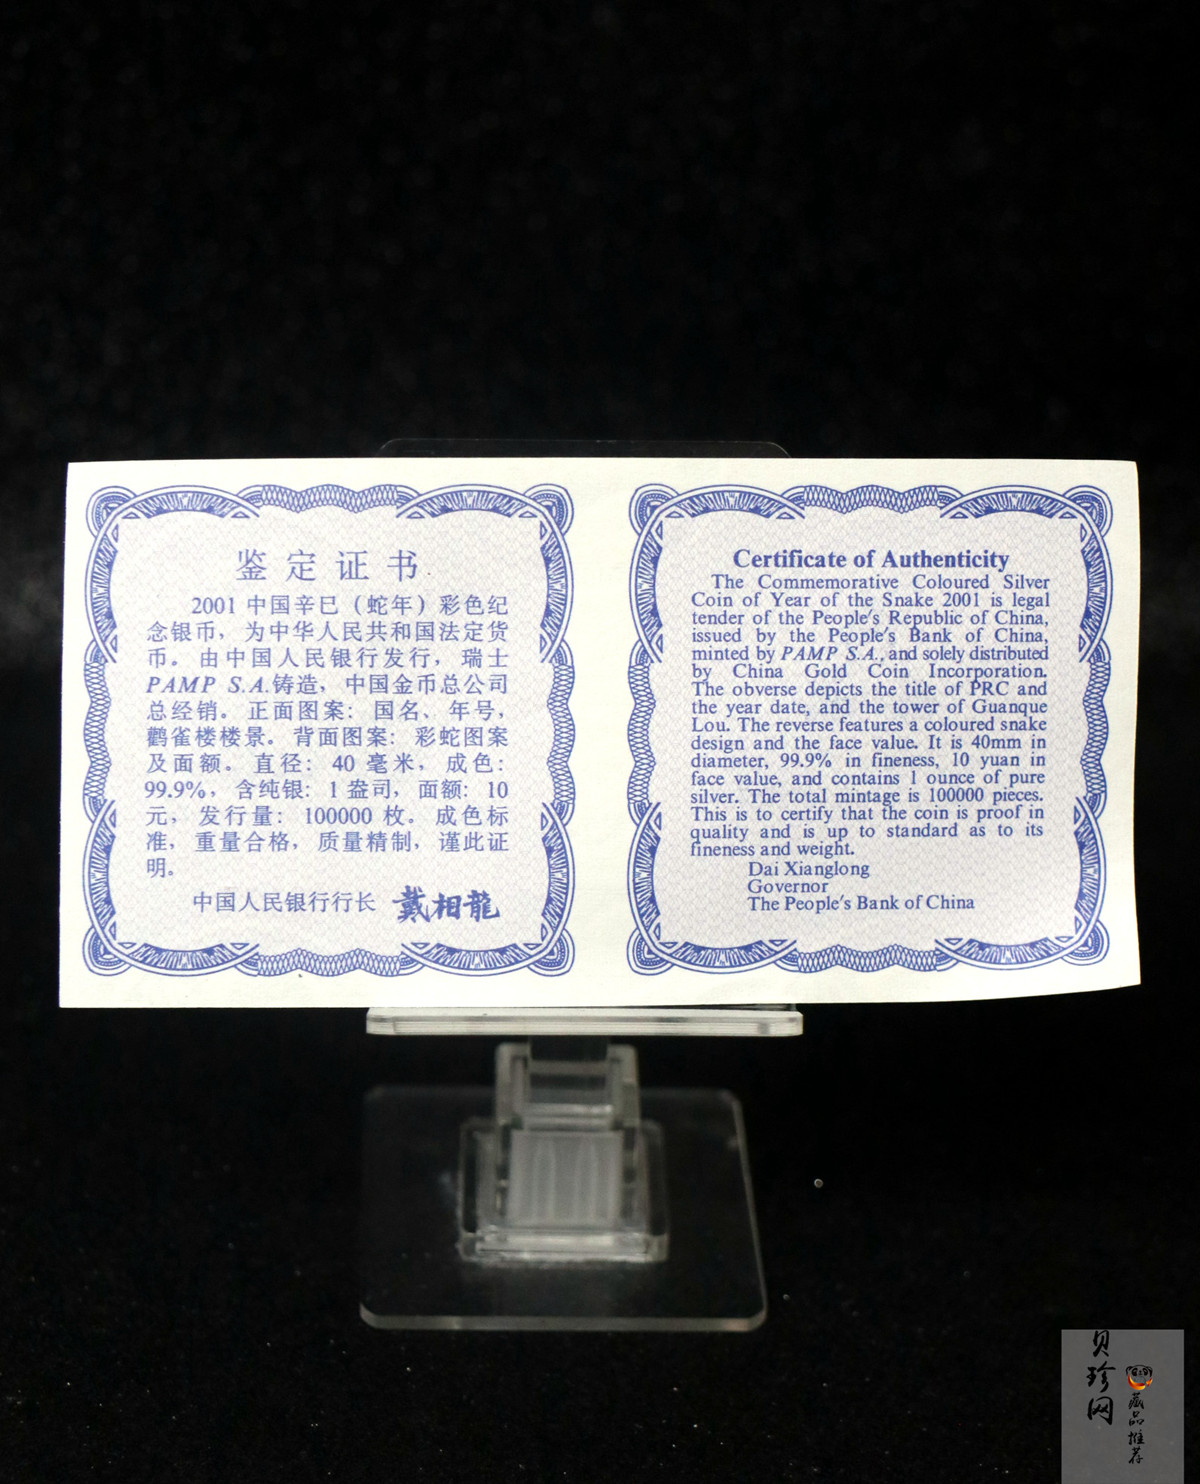 鉴定证书
2001 中国辛巳（蛇年）彩色纪
念银币，为中华人民共和国法定货
币。由中国人民银行发行，瑞士
PAMP S.A.铸造，中国金币总公司
总经销。正面图案：国名、年号，
鹳雀楼楼景。背面图案：彩蛇图案
及面额。直径：40 毫米，成色：
99.9%，含纯银：1 盎司，面额：10
元，发行量：100000 枚。成色标
准，重量合格，质量精制，谨此证
明。
中国人民银行行长 戴相龍
Certificate of Authenticity
The Commemorative Coloured Silver
Coin of Year of the Snake 2001 is legal
tender of the People's Republic of China,
issued by the People's Bank of China,
minted by PAMP S.A., and solely distributed
by China Gold Coin Incorporation.
The obverse depicts the title of PRC and
the year date, and the tower of Guanque
Lou. The reverse features a coloured snake
design and the face value. It is 40mm in
diameter, 99.9% in fineness, 10 yuan in
face value, and contains 1 ounce of pure
silver. The total mintage is 100000 pieces.
This is to certify that the coin is proof in
quality and is up to standard as to its
fineness and weight.
Dai Xianglong
Governor
The People's Bank of China
贝珍网
藏品推荐